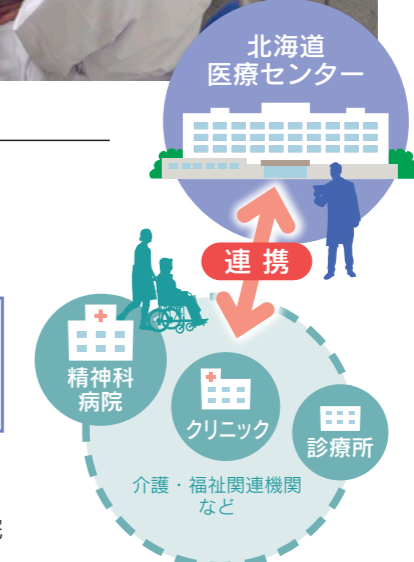 北海道
医療センター
連携
精神科
病院
クリニック
診療所
介護・福祉関連機関
など